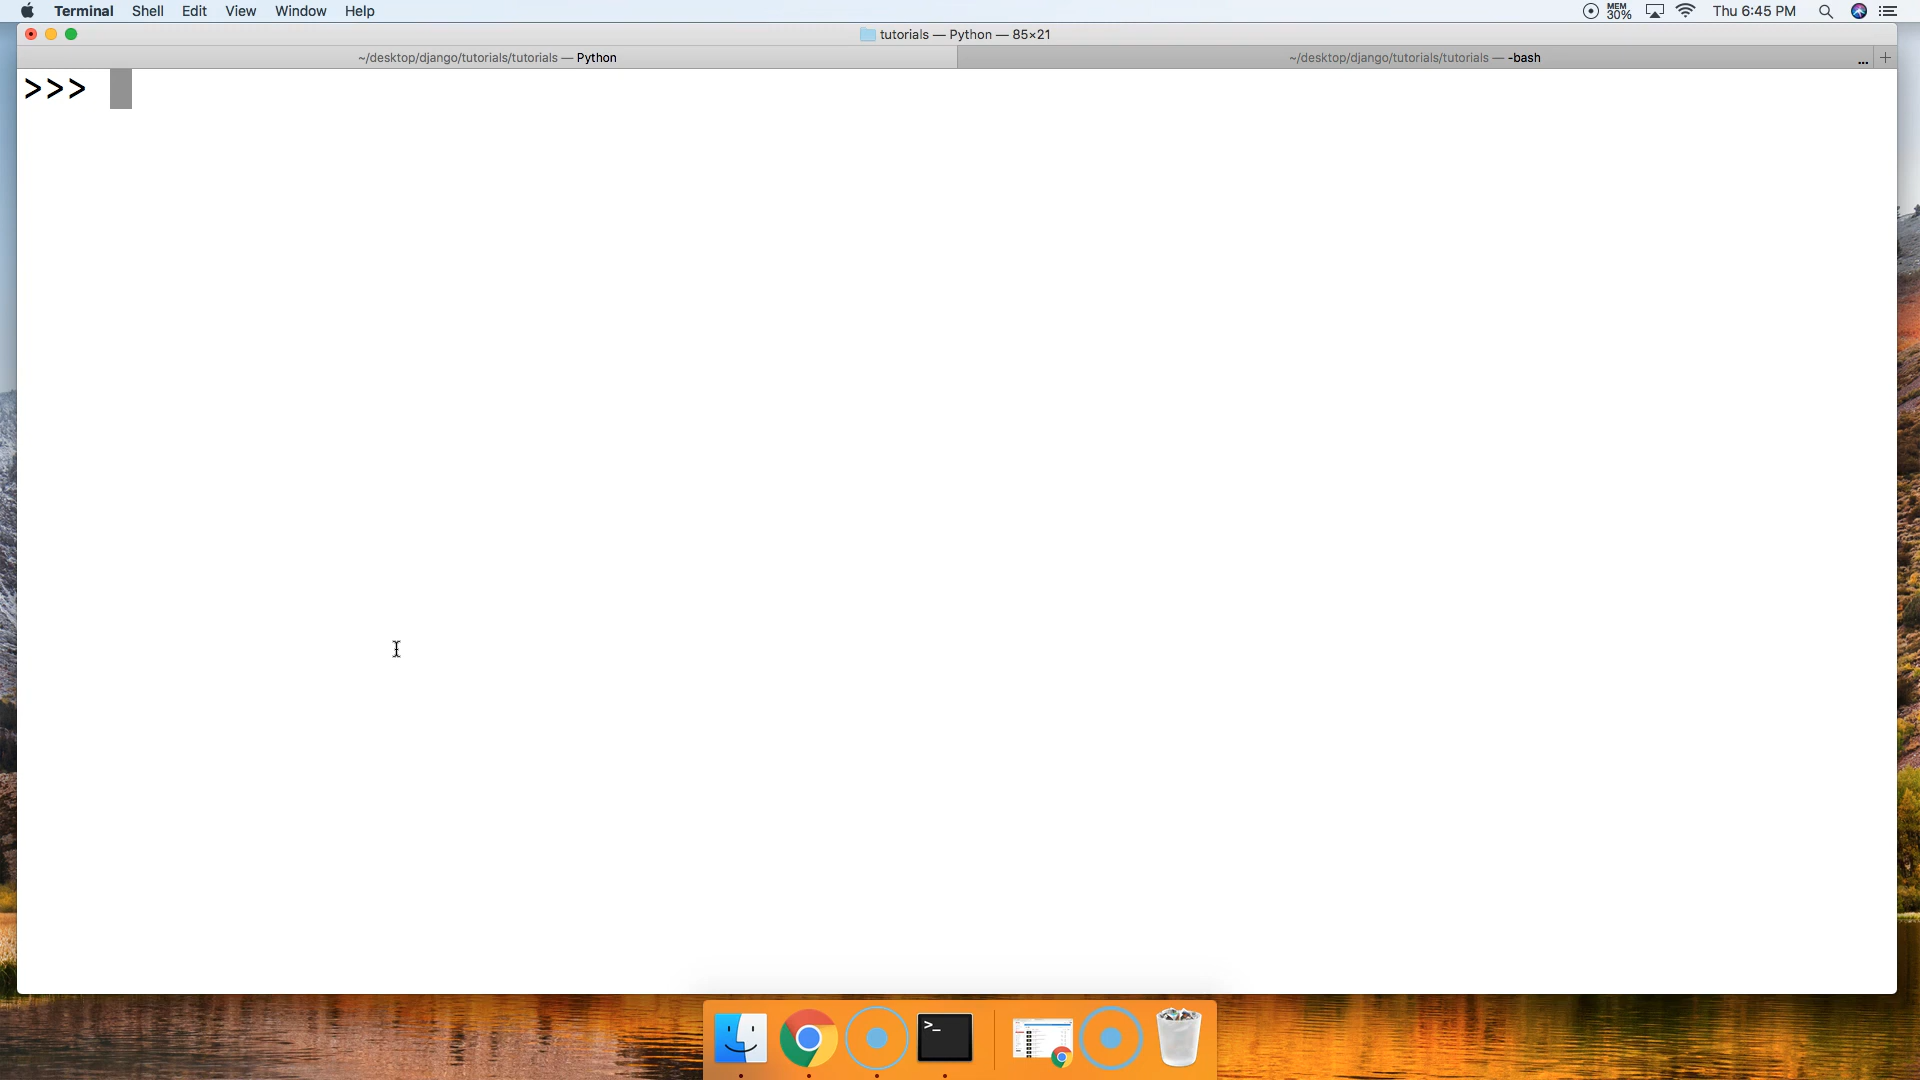 Terminal Shell Edit View Window Help MEM 30% Thu 6:45 PM
tutorials — Python — 85×21
~/desktop/django/tutorials/tutorials — Python ~/desktop/django/tutorials/tutorials — -bash ... +
>>>
>_